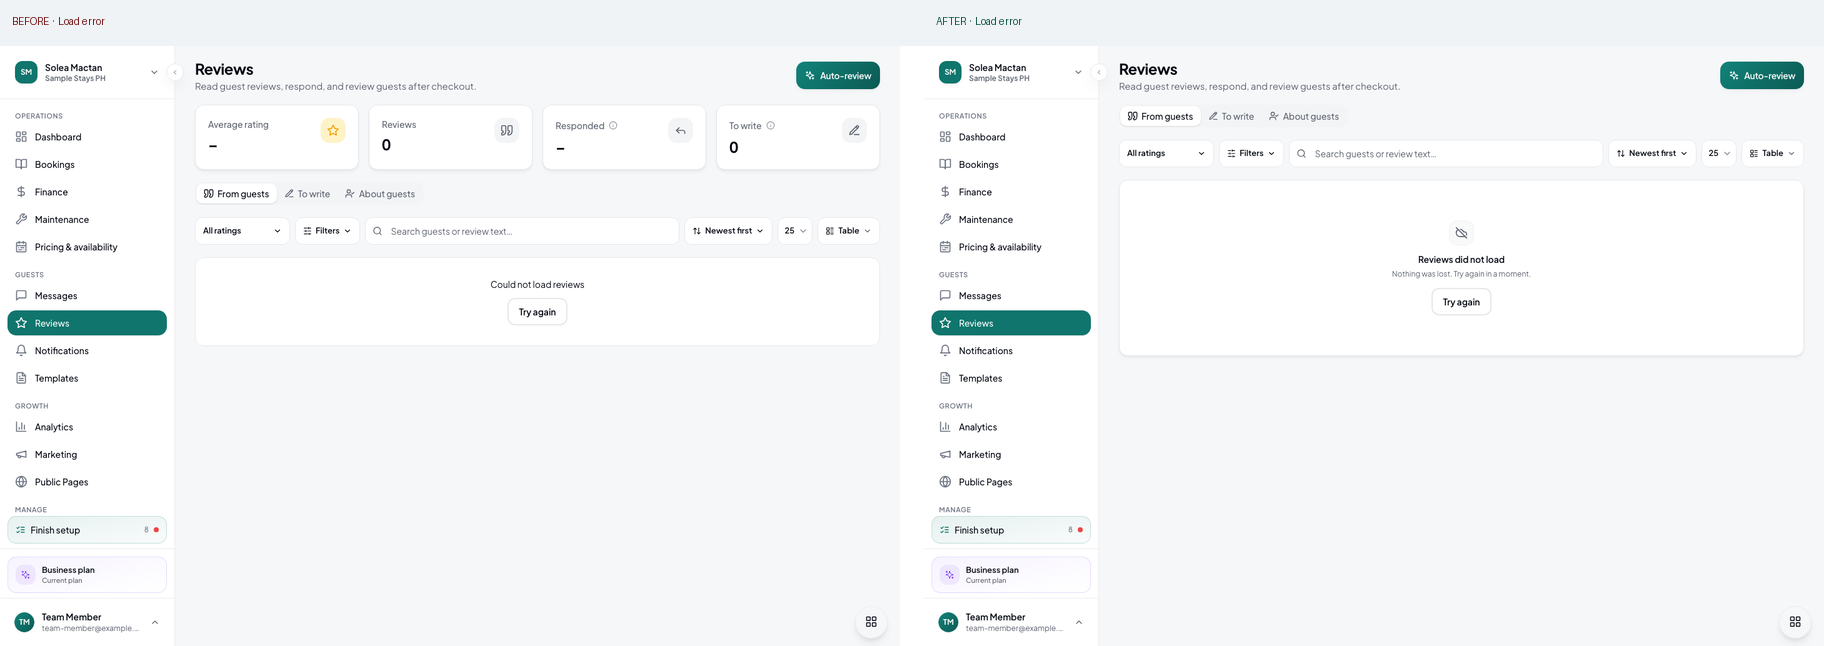 BEFORE · Load error
SM
Solea Mactan
Sample Stays PH
OPERATIONS
Dashboard
Bookings
Finance
Maintenance
Pricing & availability
GUESTS
Messages
Reviews
Notifications
Templates
GROWTH
Analytics
Marketing
Public Pages
MANAGE
Finish setup 8
Business plan
Current plan
TM
Team Member
team-member@example....
Reviews
Read guest reviews, respond, and review guests after checkout.
Auto-review
Average rating
–
Reviews
0
Responded
–
To write
0
From guests To write About guests
All ratings Filters Search guests or review text... Newest first 25 Table
Could not load reviews
Try again
AFTER · Load error
SM
Solea Mactan
Sample Stays PH
OPERATIONS
Dashboard
Bookings
Finance
Maintenance
Pricing & availability
GUESTS
Messages
Reviews
Notifications
Templates
GROWTH
Analytics
Marketing
Public Pages
MANAGE
Finish setup 8
Business plan
Current plan
TM
Team Member
team-member@example....
Reviews
Read guest reviews, respond, and review guests after checkout.
Auto-review
From guests To write About guests
All ratings Filters Search guests or review text... Newest first 25 Table
Reviews did not load
Nothing was lost. Try again in a moment.
Try again